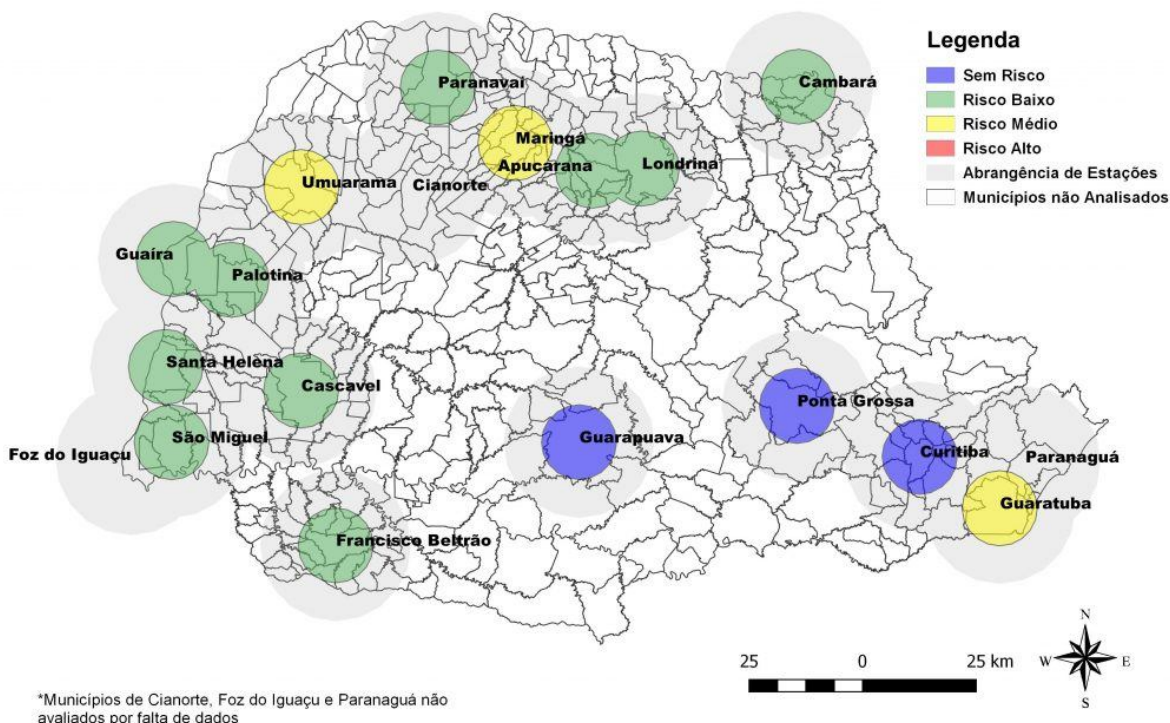 Legenda
Sem Risco
Risco Baixo
Risco Médio
Risco Alto
Abrangência de Estações
Municípios não Analisados
Paranavai
Cambará
Maringá
Apucarana
Londrina
Umuarama
Cianorte
Guaíra
Palotina
Santa Helena
Cascavel
São Miguel
Foz do Iguaçu
Guarapuava
Ponta Grossa
Curitiba
Paranaguá
Guaratuba
Francisco Beltrão
25 0 25 km
N
W E
S
*Municípios de Cianorte, Foz do Iguaçu e Paranaguá não
avaliados por falta de dados